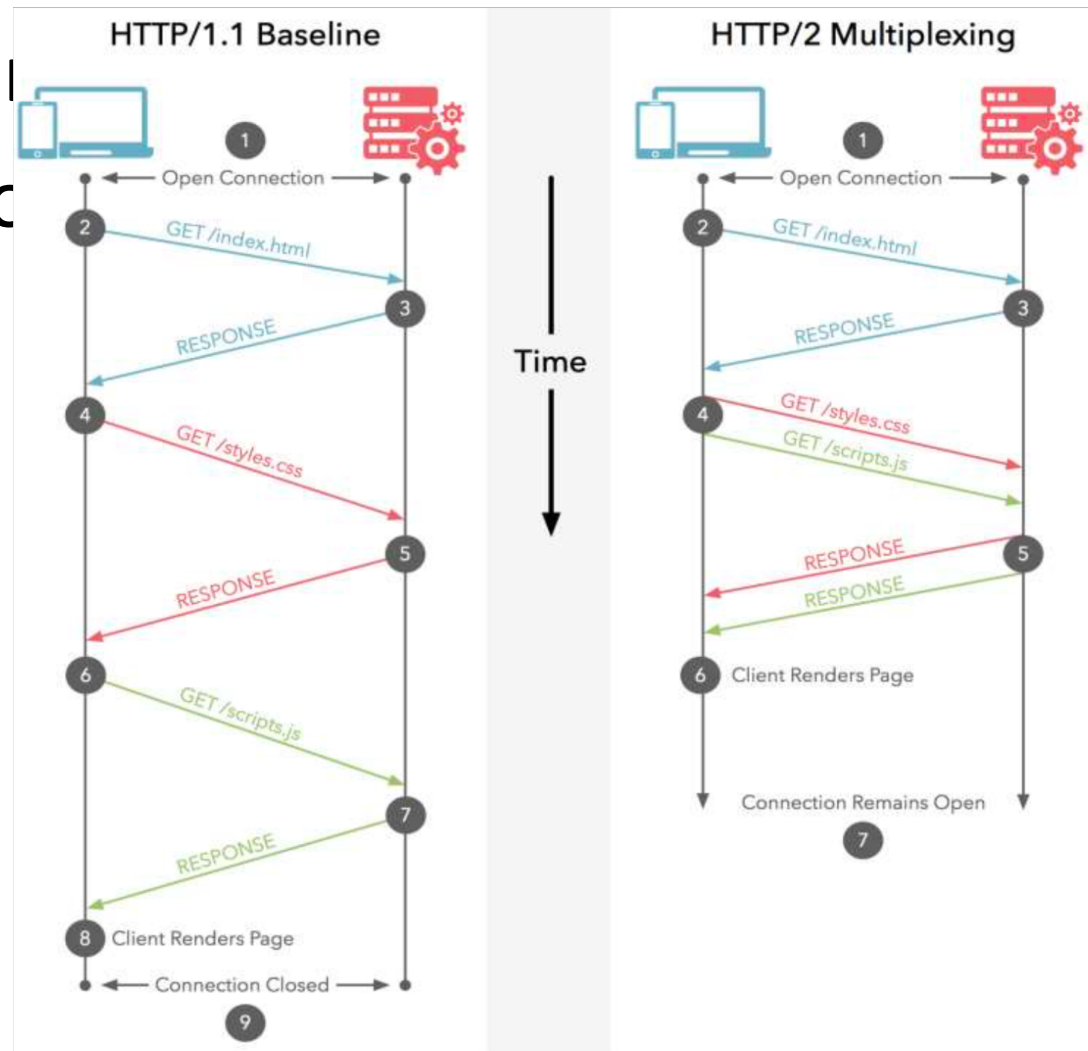 HTTP/1.1 Baseline
1
Open Connection
2
GET /index.html
3
RESPONSE
4
GET /styles.css
5
RESPONSE
6
GET /scripts.js
7
RESPONSE
8 Client Renders Page
Connection Closed
9
Time
HTTP/2 Multiplexing
1
Open Connection
2
GET /index.html
3
RESPONSE
4
GET /styles.css
GET /scripts.js
5
RESPONSE
RESPONSE
6 Client Renders Page
Connection Remains Open
7